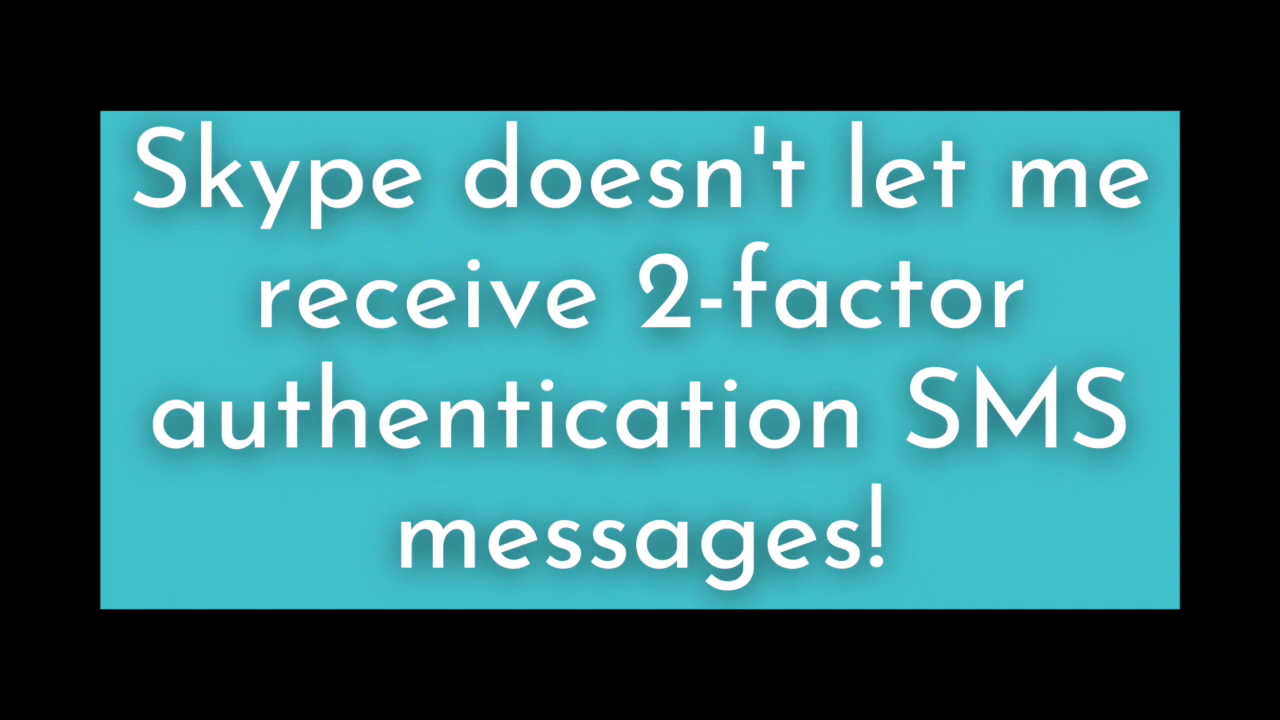 Skype doesn't let me
receive 2-factor
authentication SMS
messages!